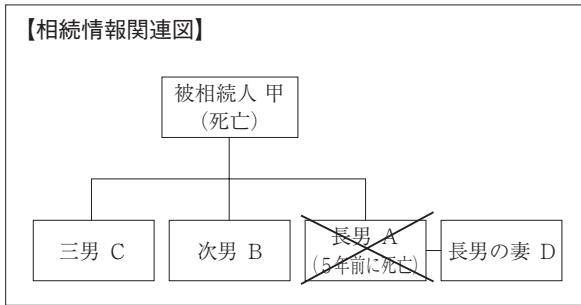 【相続情報関連図】
被相続人 甲
（死亡）
三男 C
次男 B
長男 A
（5年前に死亡）
長男の妻 D